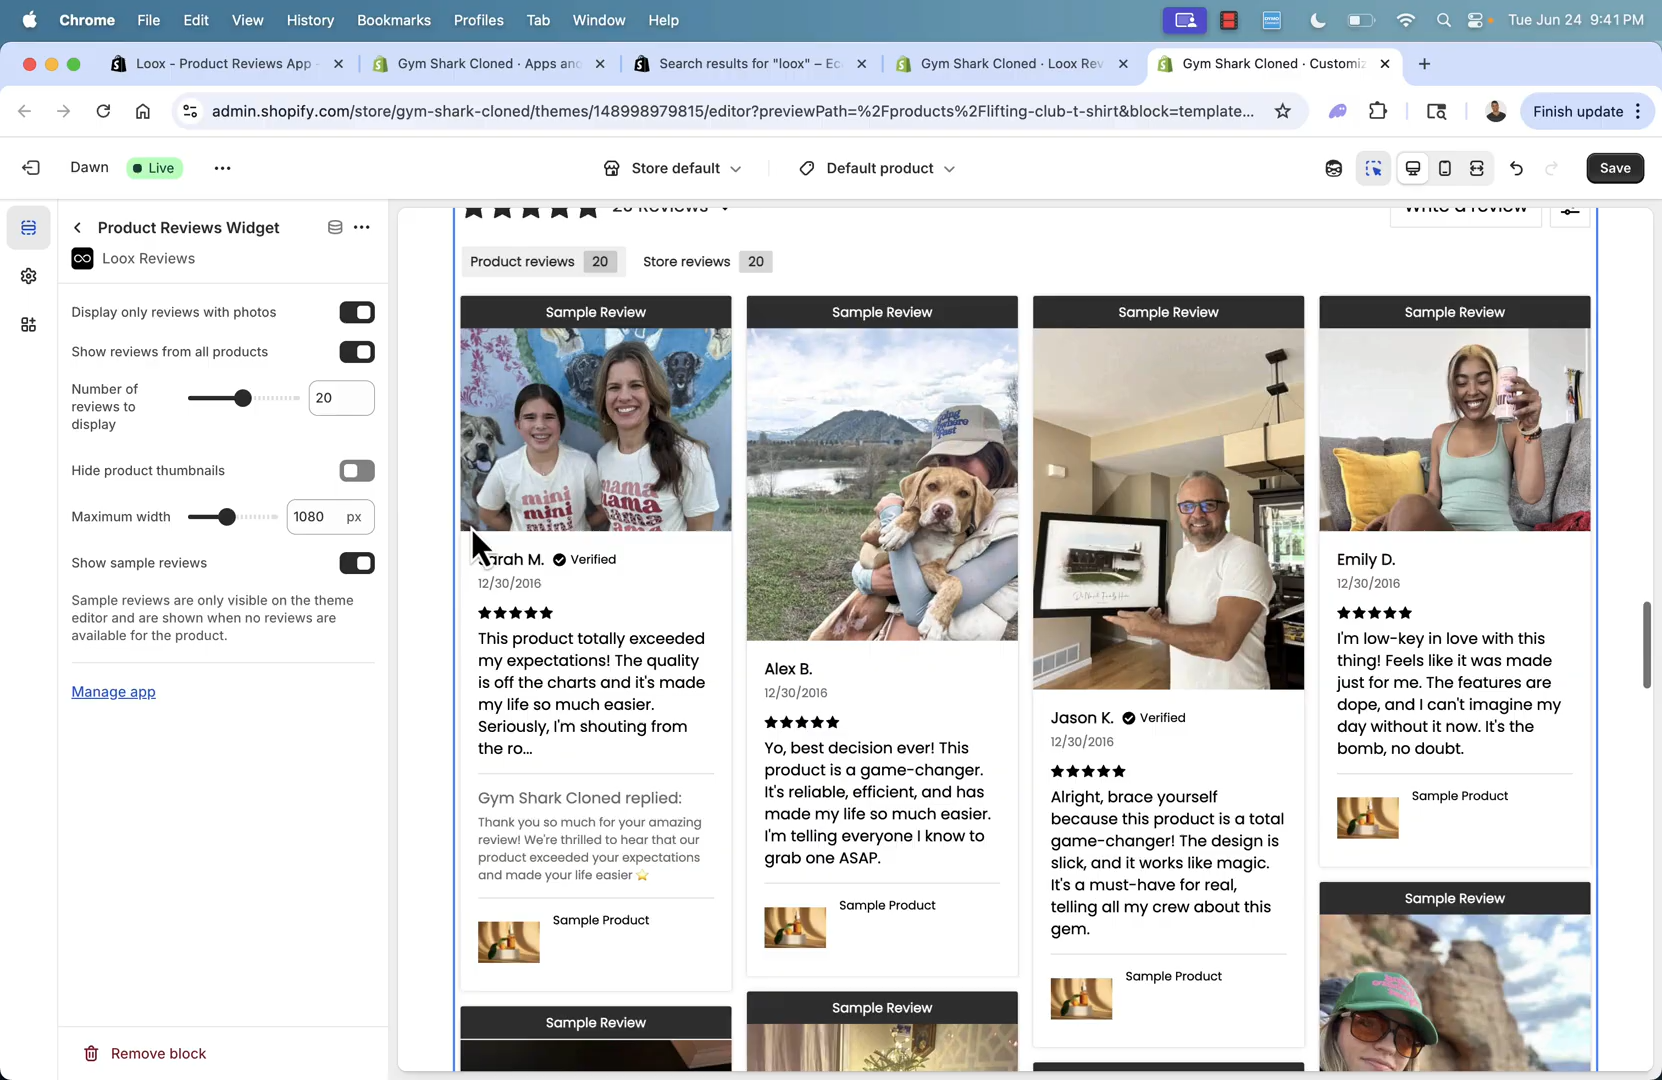 Chrome File Edit View History Bookmarks Profiles Tab Window Help Tue Jun 24 9:41 PM
Loox - Product Reviews App - Gym Shark Cloned · Apps and Search results for "loox" – Ec Gym Shark Cloned · Loox Rev Gym Shark Cloned · Customiz
admin.shopify.com/store/gym-shark-cloned/themes/148998979815/editor?previewPath=%2Fproducts%2Flifting-club-t-shirt&block=template... Finish update
Dawn Live Store default Default product Save
Product Reviews Widget
Loox Reviews
Display only reviews with photos
Show reviews from all products
Number of
reviews to
display
20
Hide product thumbnails
Maximum width 1080 px
Show sample reviews
Sample reviews are only visible on the theme
editor and are shown when no reviews are
available for the product.
Manage app
Remove block
20 Reviews Write a review
Product reviews 20 Store reviews 20
Sample Review
mini
mini
mini
mama
mama
mama
Sarah M. Verified
12/30/2016
This product totally exceeded
my expectations! The quality
is off the charts and it's made
my life so much easier.
Seriously, I'm shouting from
the ro...
Gym Shark Cloned replied:
Thank you so much for your amazing
review! We're thrilled to hear that our
product exceeded your expectations
and made your life easier ⭐
Sample Product
Sample Review
Sample Review
Alex B.
12/30/2016
Yo, best decision ever! This
product is a game-changer.
It's reliable, efficient, and has
made my life so much easier.
I'm telling everyone I know to
grab one ASAP.
Sample Product
Sample Review
Sample Review
Jason K. Verified
12/30/2016
Alright, brace yourself
because this product is a total
game-changer! The design is
slick, and it works like magic.
It's a must-have for real,
telling all my crew about this
gem.
Sample Product
Sample Review
Emily D.
12/30/2016
I'm low-key in love with this
thing! Feels like it was made
just for me. The features are
dope, and I can't imagine my
day without it now. It's the
bomb, no doubt.
Sample Product
Sample Review